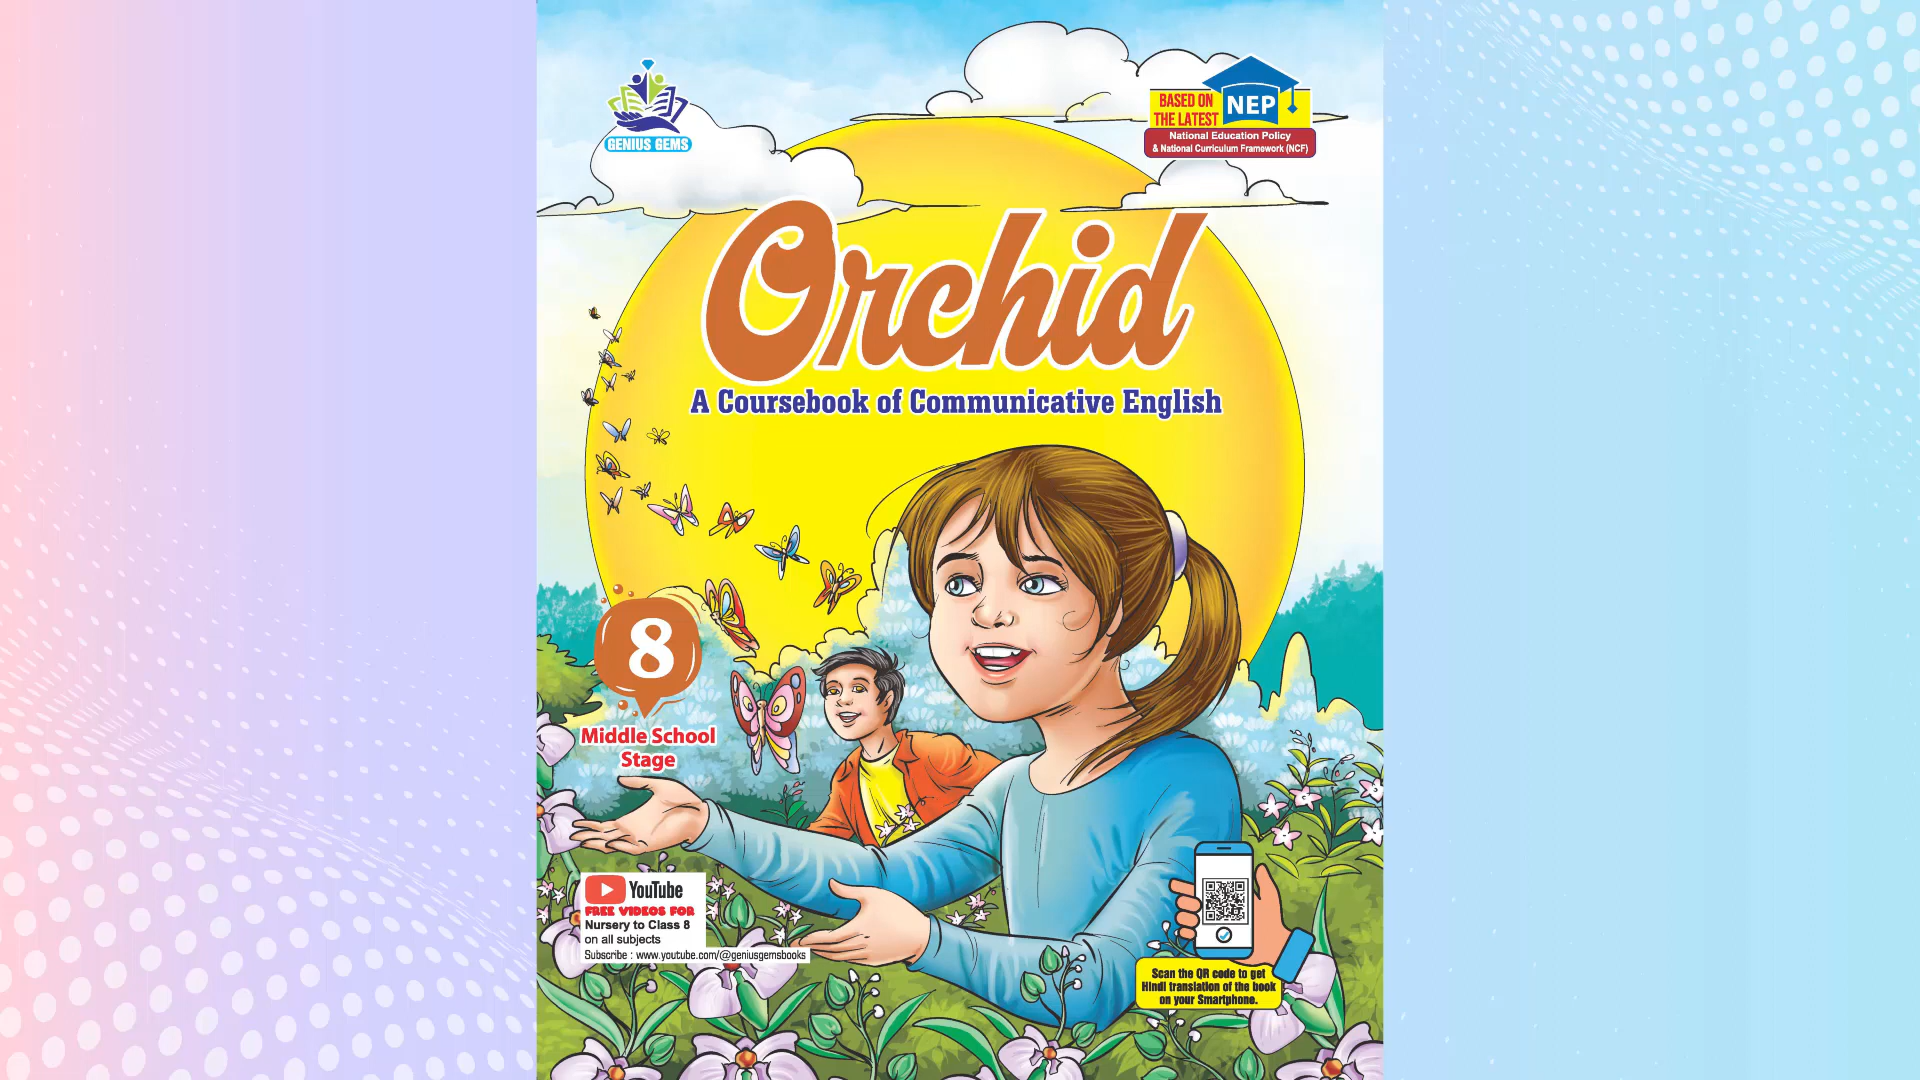 GENIUS GEMS
BASED ON
THE LATEST
NEP
National Education Policy
& National Curriculum Framework (NCF)
Orchid
A Coursebook of Communicative English
8
Middle School
Stage
YouTube
FREE VIDEOS FOR
Nursery to Class 8
on all subjects
Subscribe : www.youtube.com/@geniusgemsbooks
Scan the QR code to get
Hindi translation of the book
on your Smartphone.